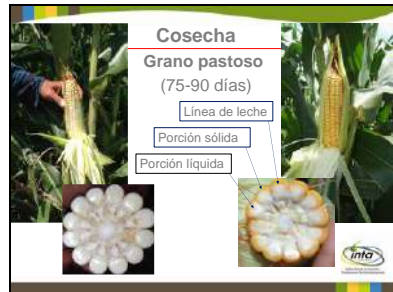 Cosecha
Grano pastoso
(75-90 días)
Línea de leche
Porción sólida
Porción líquida
inta